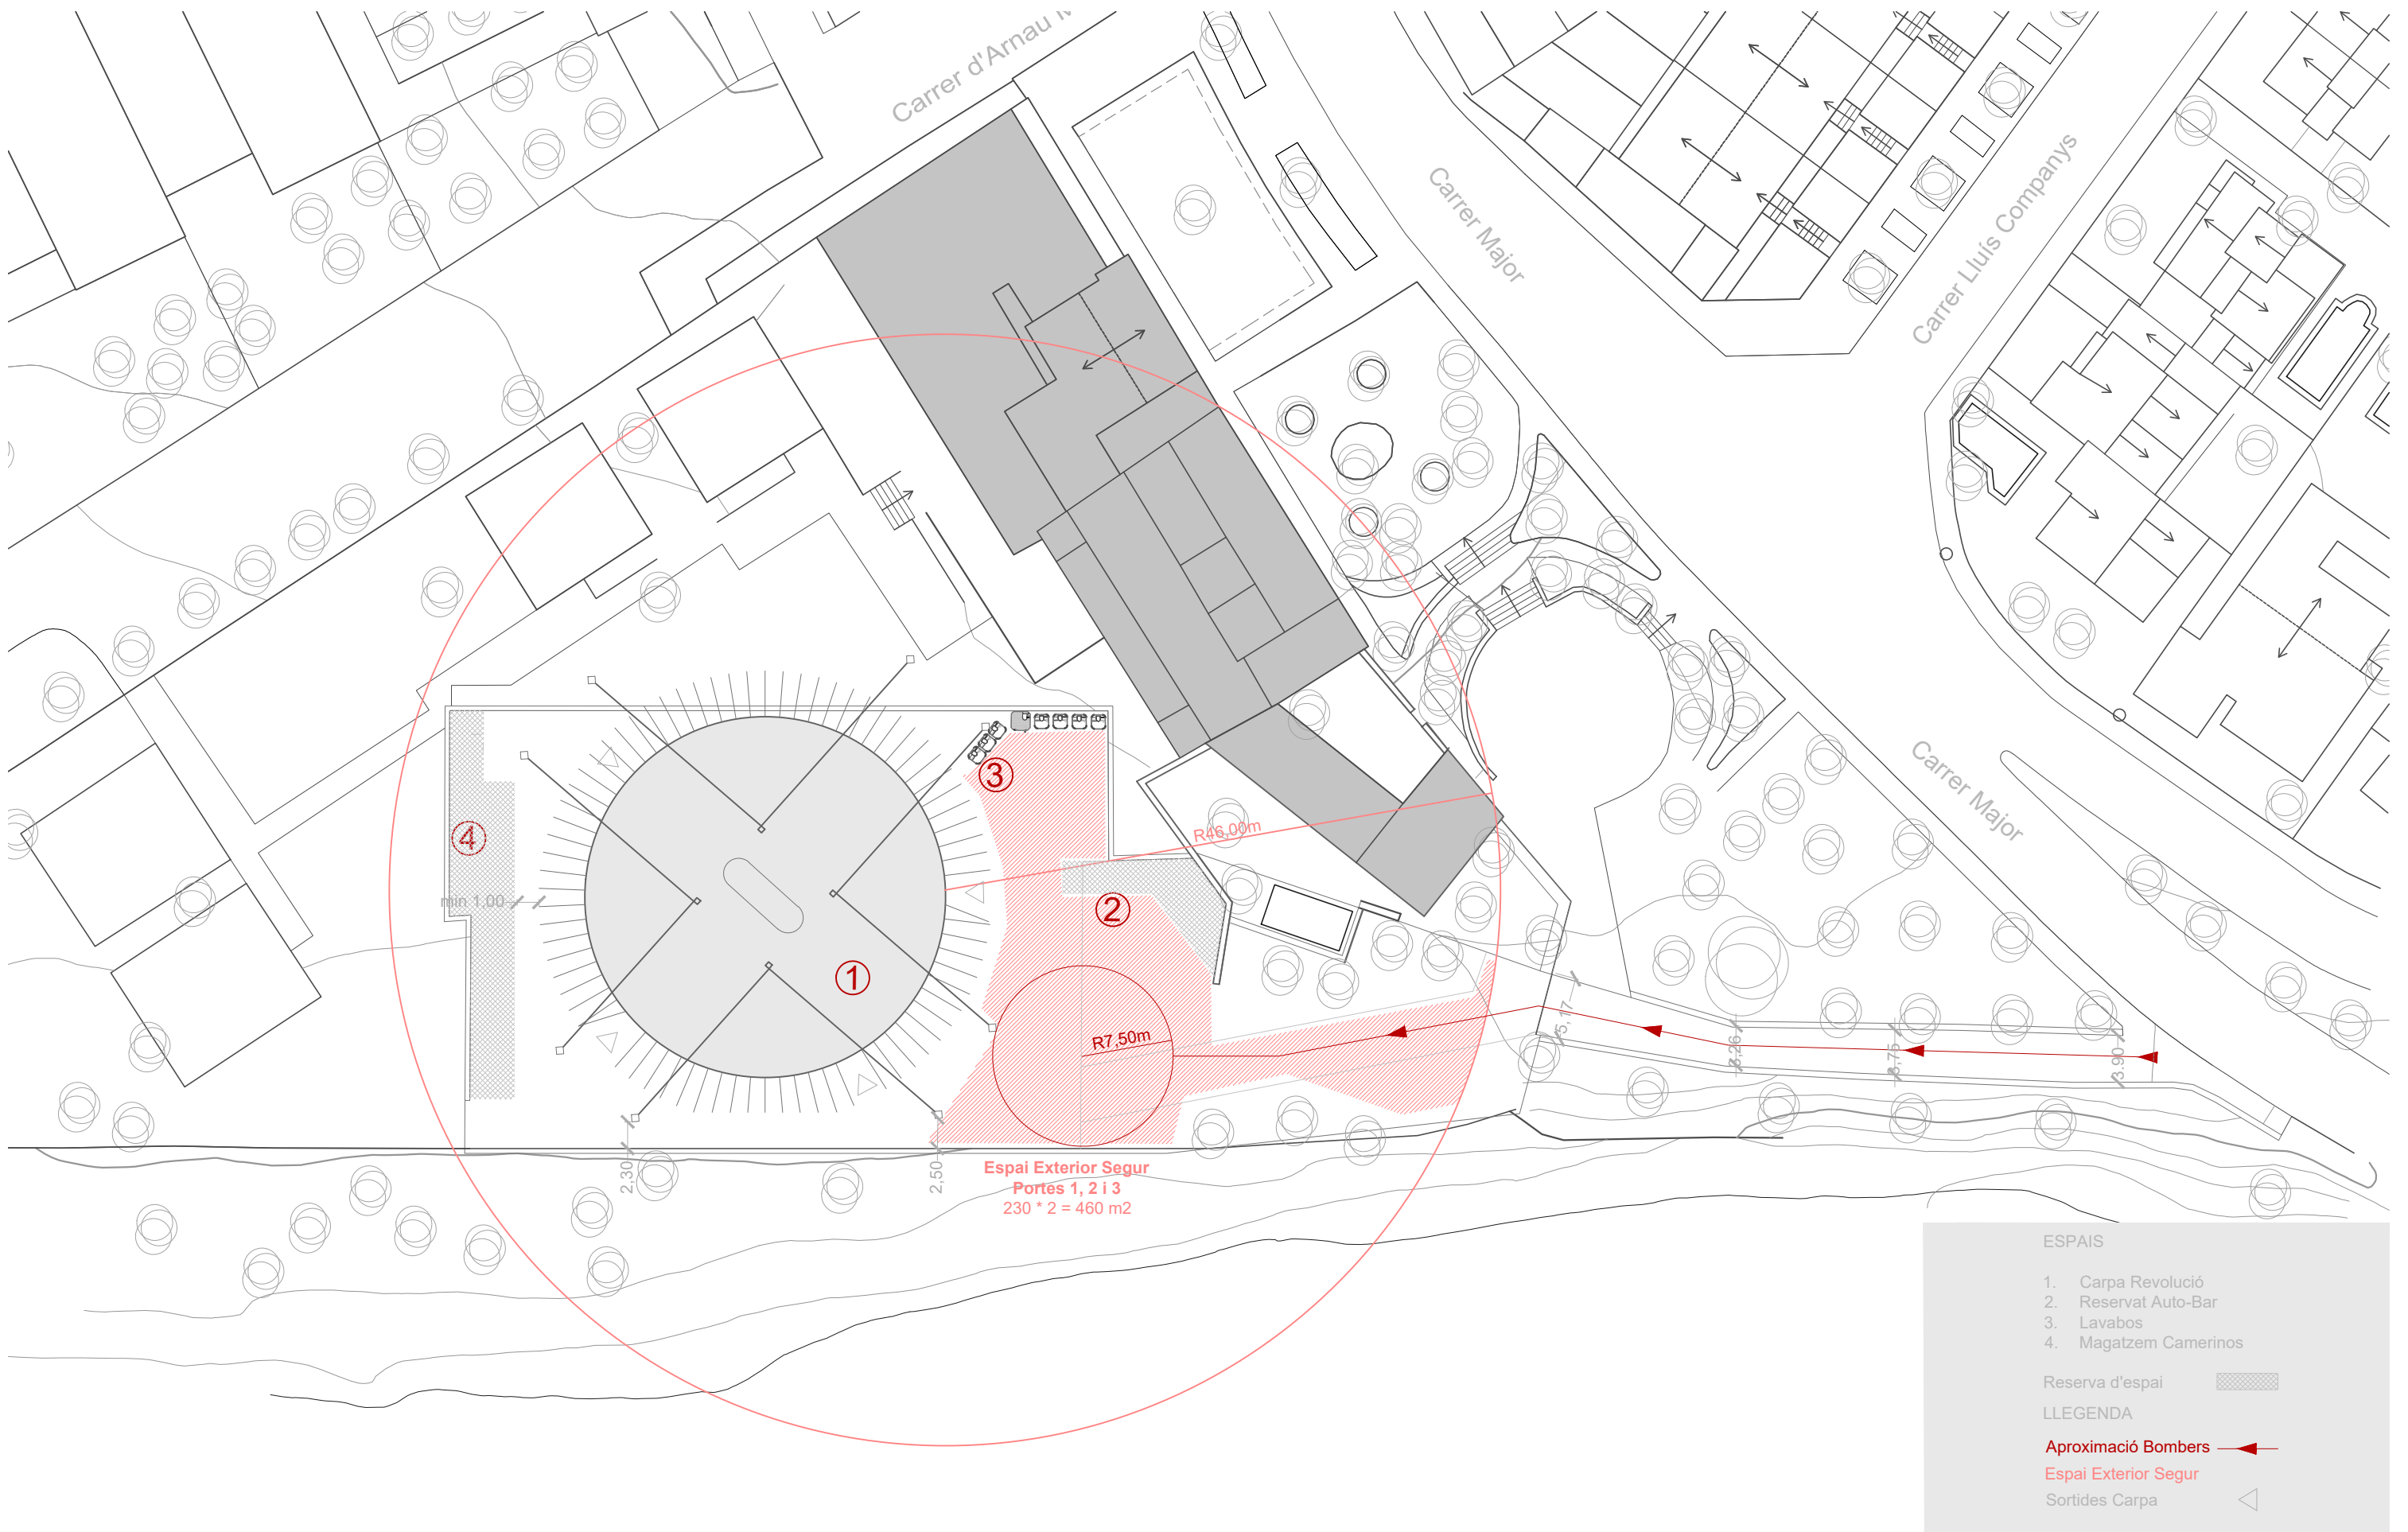 Carrer d'Arnau
Carrer Major
Carrer Lluís Companys
Carrer Major
3
4
R46,00m
min 1,00
2
1
R7,50m
5,17
3,26
3,75
3.90
2,30
2,50
Espai Exterior Segur
Portes 1, 2 i 3
230 * 2 = 460 m2
ESPAIS
1. Carpa Revolució
2. Reservat Auto-Bar
3. Lavabos
4. Magatzem Camerinos
Reserva d'espai
LLEGENDA
Aproximació Bombers
Espai Exterior Segur
Sortides Carpa